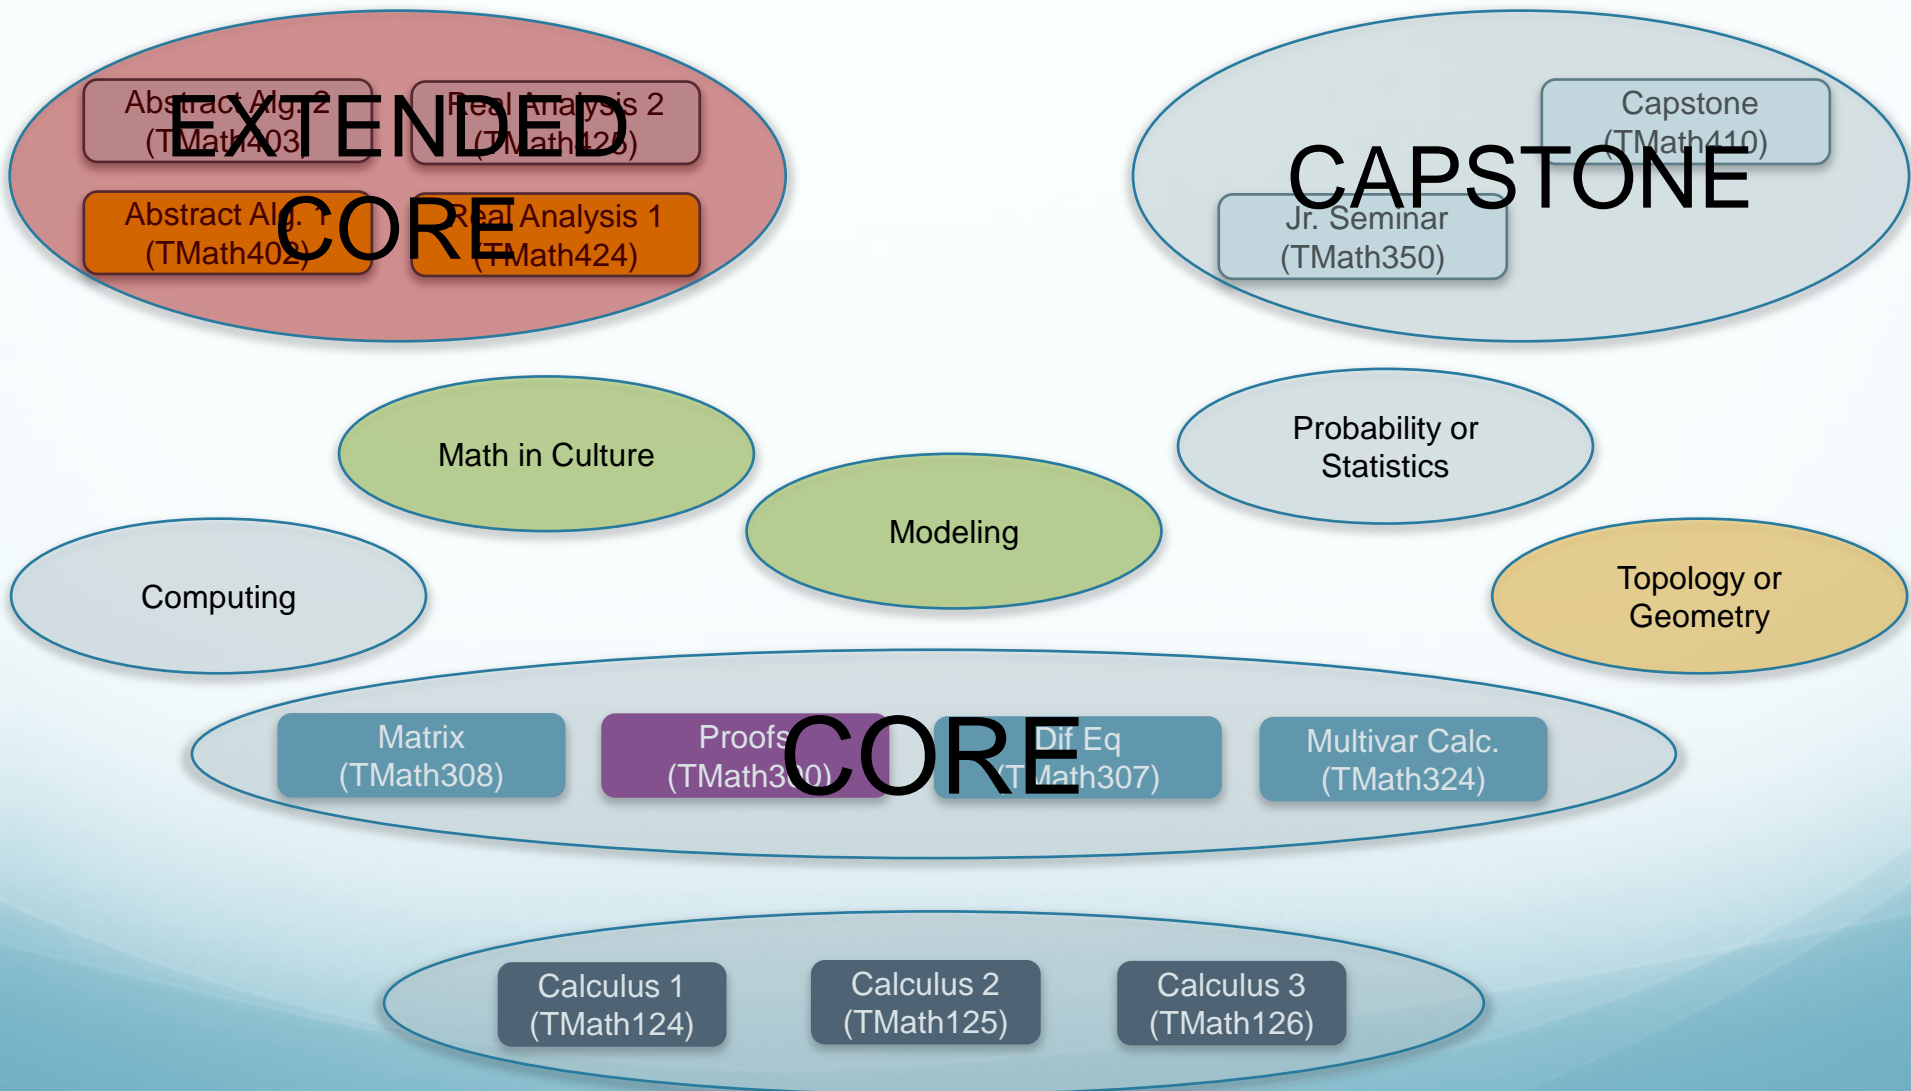 EXTENDED
CORE
Abstract Alg. 2
(TMath403)
Real Analysis 2
(TMath425)
Abstract Alg. 1
(TMath402)
Real Analysis 1
(TMath424)
CAPSTONE
Capstone
(TMath410)
Jr. Seminar
(TMath350)
Math in Culture
Modeling
Probability or
Statistics
Computing
Topology or
Geometry
CORE
Matrix
(TMath308)
Proofs
(TMath300)
Dif Eq
(TMath307)
Multivar Calc.
(TMath324)
Calculus 1
(TMath124)
Calculus 2
(TMath125)
Calculus 3
(TMath126)